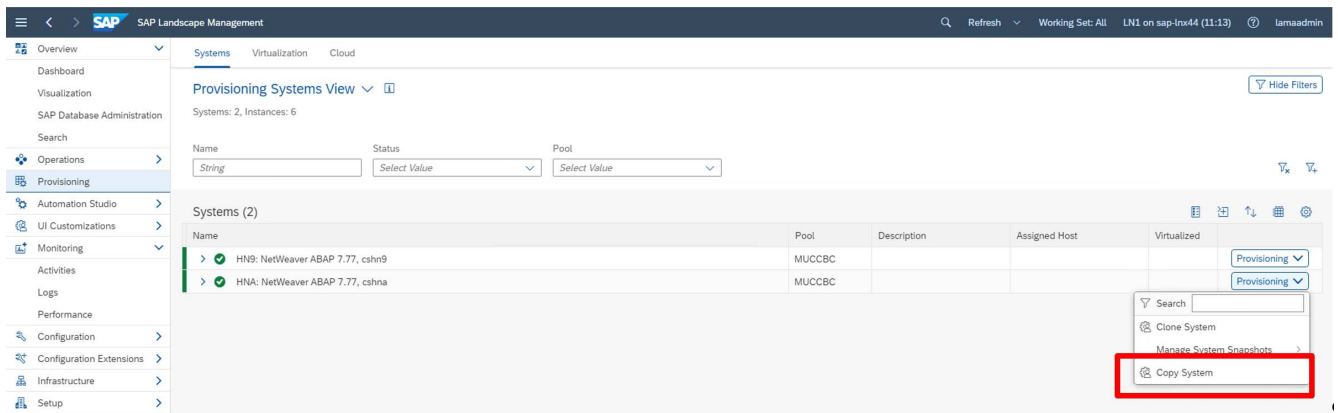 SAP SAP Landscape Management Refresh Working Set: All LN1 on sap-lnx44 (11:13) lamaadmin
Overview
Dashboard
Visualization
SAP Database Administration
Search
Operations
Provisioning
Automation Studio
UI Customizations
Monitoring
Activities
Logs
Performance
Configuration
Configuration Extensions
Infrastructure
Setup
Systems Virtualization Cloud
Provisioning Systems View
Hide Filters
Systems: 2, Instances: 6
Name Status Pool
String Select Value Select Value
Systems (2)
Name Pool Description Assigned Host Virtualized
HN9: NetWeaver ABAP 7.77, cshn9 MUCCBC Provisioning
HNA: NetWeaver ABAP 7.77, cshna MUCCBC Provisioning
Search
Clone System
Manage System Snapshots
Copy System